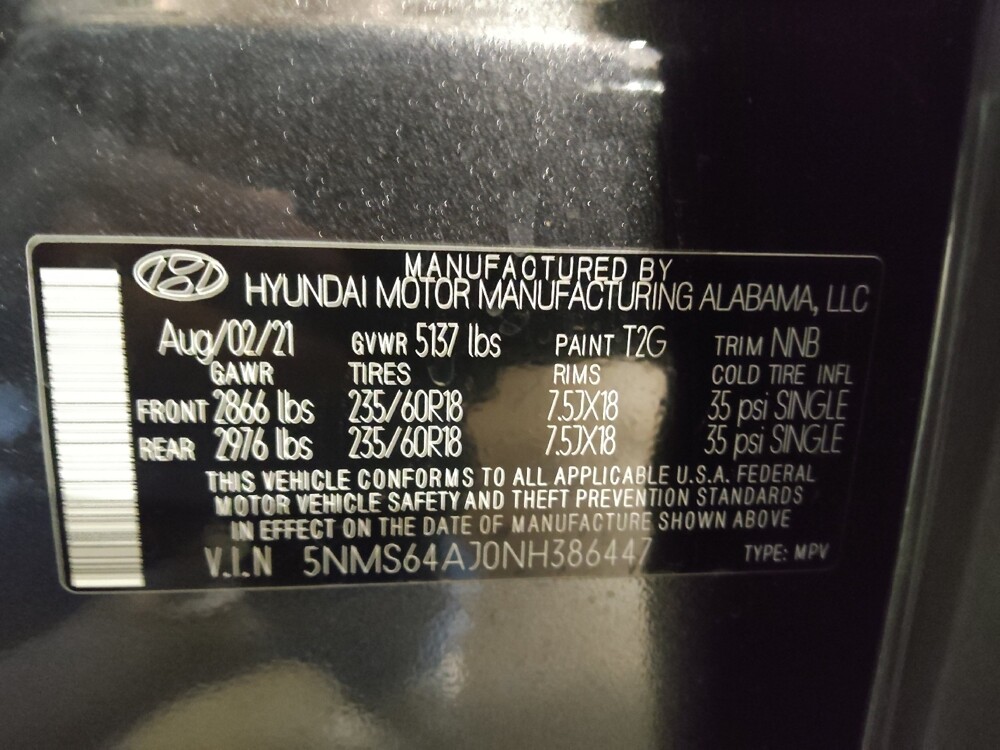 MANUFACTURED BY
HYUNDAI MOTOR MANUFACTURING ALABAMA, LLC
Aug/02/21 GVWR 5137 lbs PAINT T2G TRIM NNB
GAWR TIRES RIMS COLD TIRE INFL
FRONT 2866 lbs 235/60R18 7.5JX18 35 psi SINGLE
REAR 2976 lbs 235/60R18 7.5JX18 35 psi SINGLE
THIS VEHICLE CONFORMS TO ALL APPLICABLE U.S.A. FEDERAL
MOTOR VEHICLE SAFETY AND THEFT PREVENTION STANDARDS
IN EFFECT ON THE DATE OF MANUFACTURE SHOWN ABOVE
V.I.N 5NMS64AJ0NH386447 TYPE: MPV